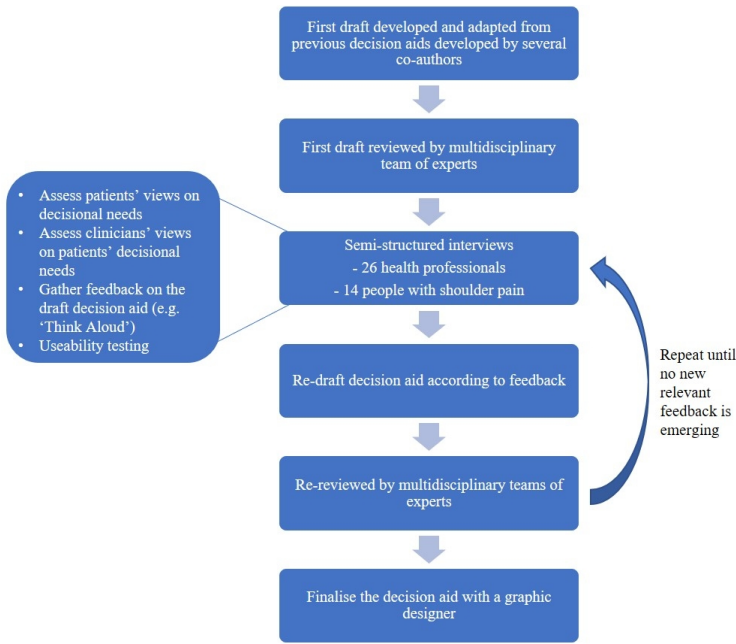 First draft developed and adapted from
previous decision aids developed by several
co-authors
First draft reviewed by multidisciplinary
team of experts
• Assess patients' views on
decisional needs
• Assess clinicians' views
on patients' decisional
needs
• Gather feedback on the
draft decision aid (e.g.
‘Think Aloud’)
• Useability testing
Semi-structured interviews
- 26 health professionals
- 14 people with shoulder pain
Re-draft decision aid according to feedback
Repeat until
no new
relevant
feedback is
emerging
Re-reviewed by multidisciplinary teams of
experts
Finalise the decision aid with a graphic
designer